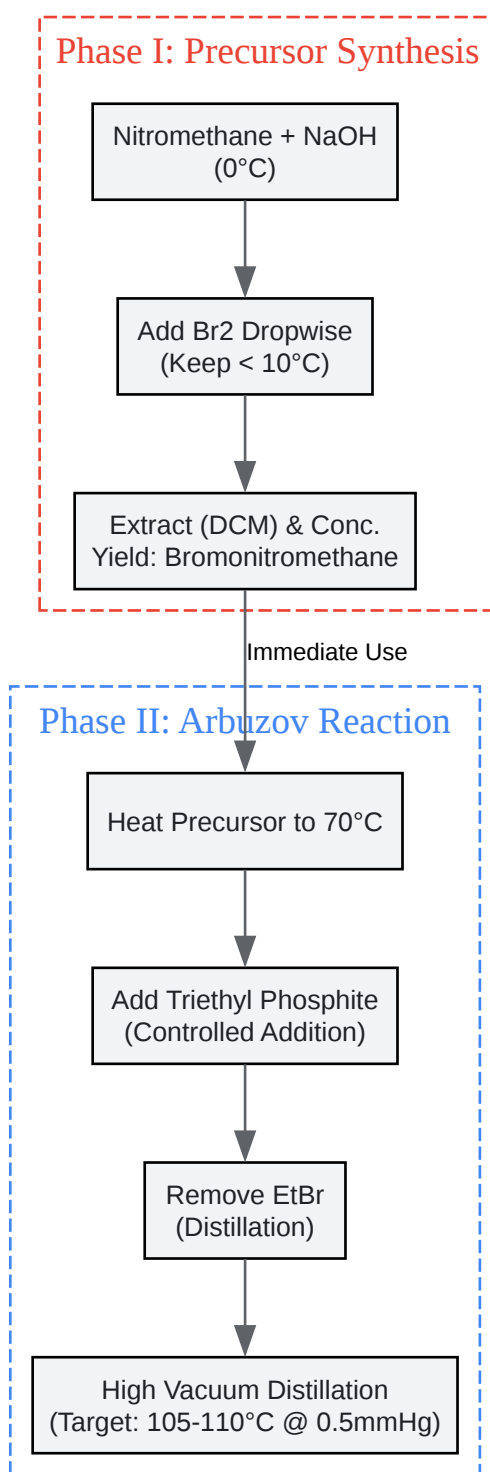 Phase I: Precursor Synthesis
Nitromethane + NaOH
(0°C)
Add Br2 Dropwise
(Keep < 10°C)
Extract (DCM) & Conc.
Yield: Bromonitromethane
Immediate Use
Phase II: Arbuzov Reaction
Heat Precursor to 70°C
Add Triethyl Phosphite
(Controlled Addition)
Remove EtBr
(Distillation)
High Vacuum Distillation
(Target: 105-110°C @ 0.5mmHg)